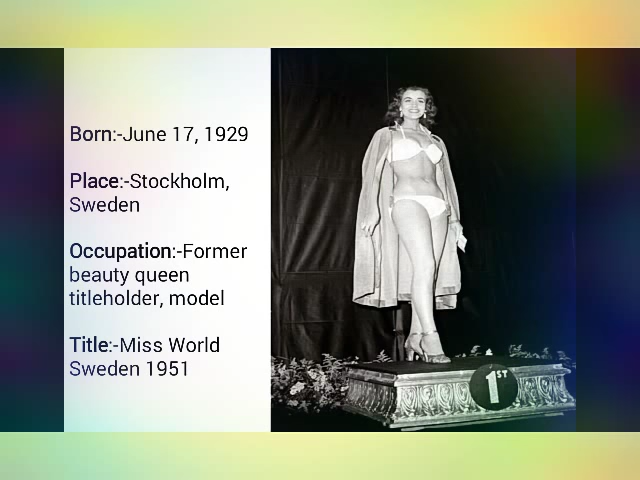 Born:-June 17, 1929
Place:-Stockholm,
Sweden
Occupation:-Former
beauty queen
titleholder, model
Title:-Miss World
Sweden 1951
1ST